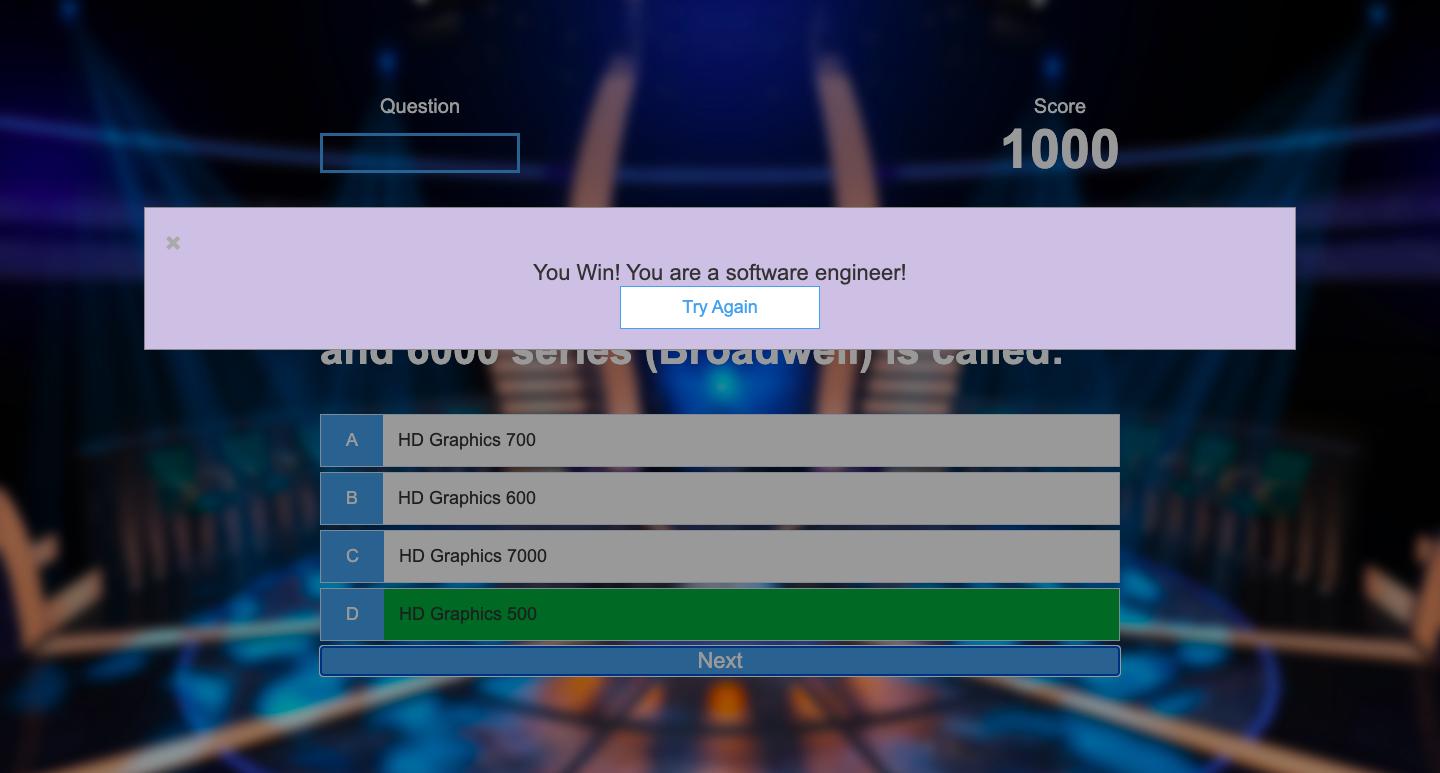 Question
Score
1000
✖
You Win! You are a software engineer!
Try Again
and 6000 series (Broadwell) is called:
A HD Graphics 700
B HD Graphics 600
C HD Graphics 7000
D HD Graphics 500
Next